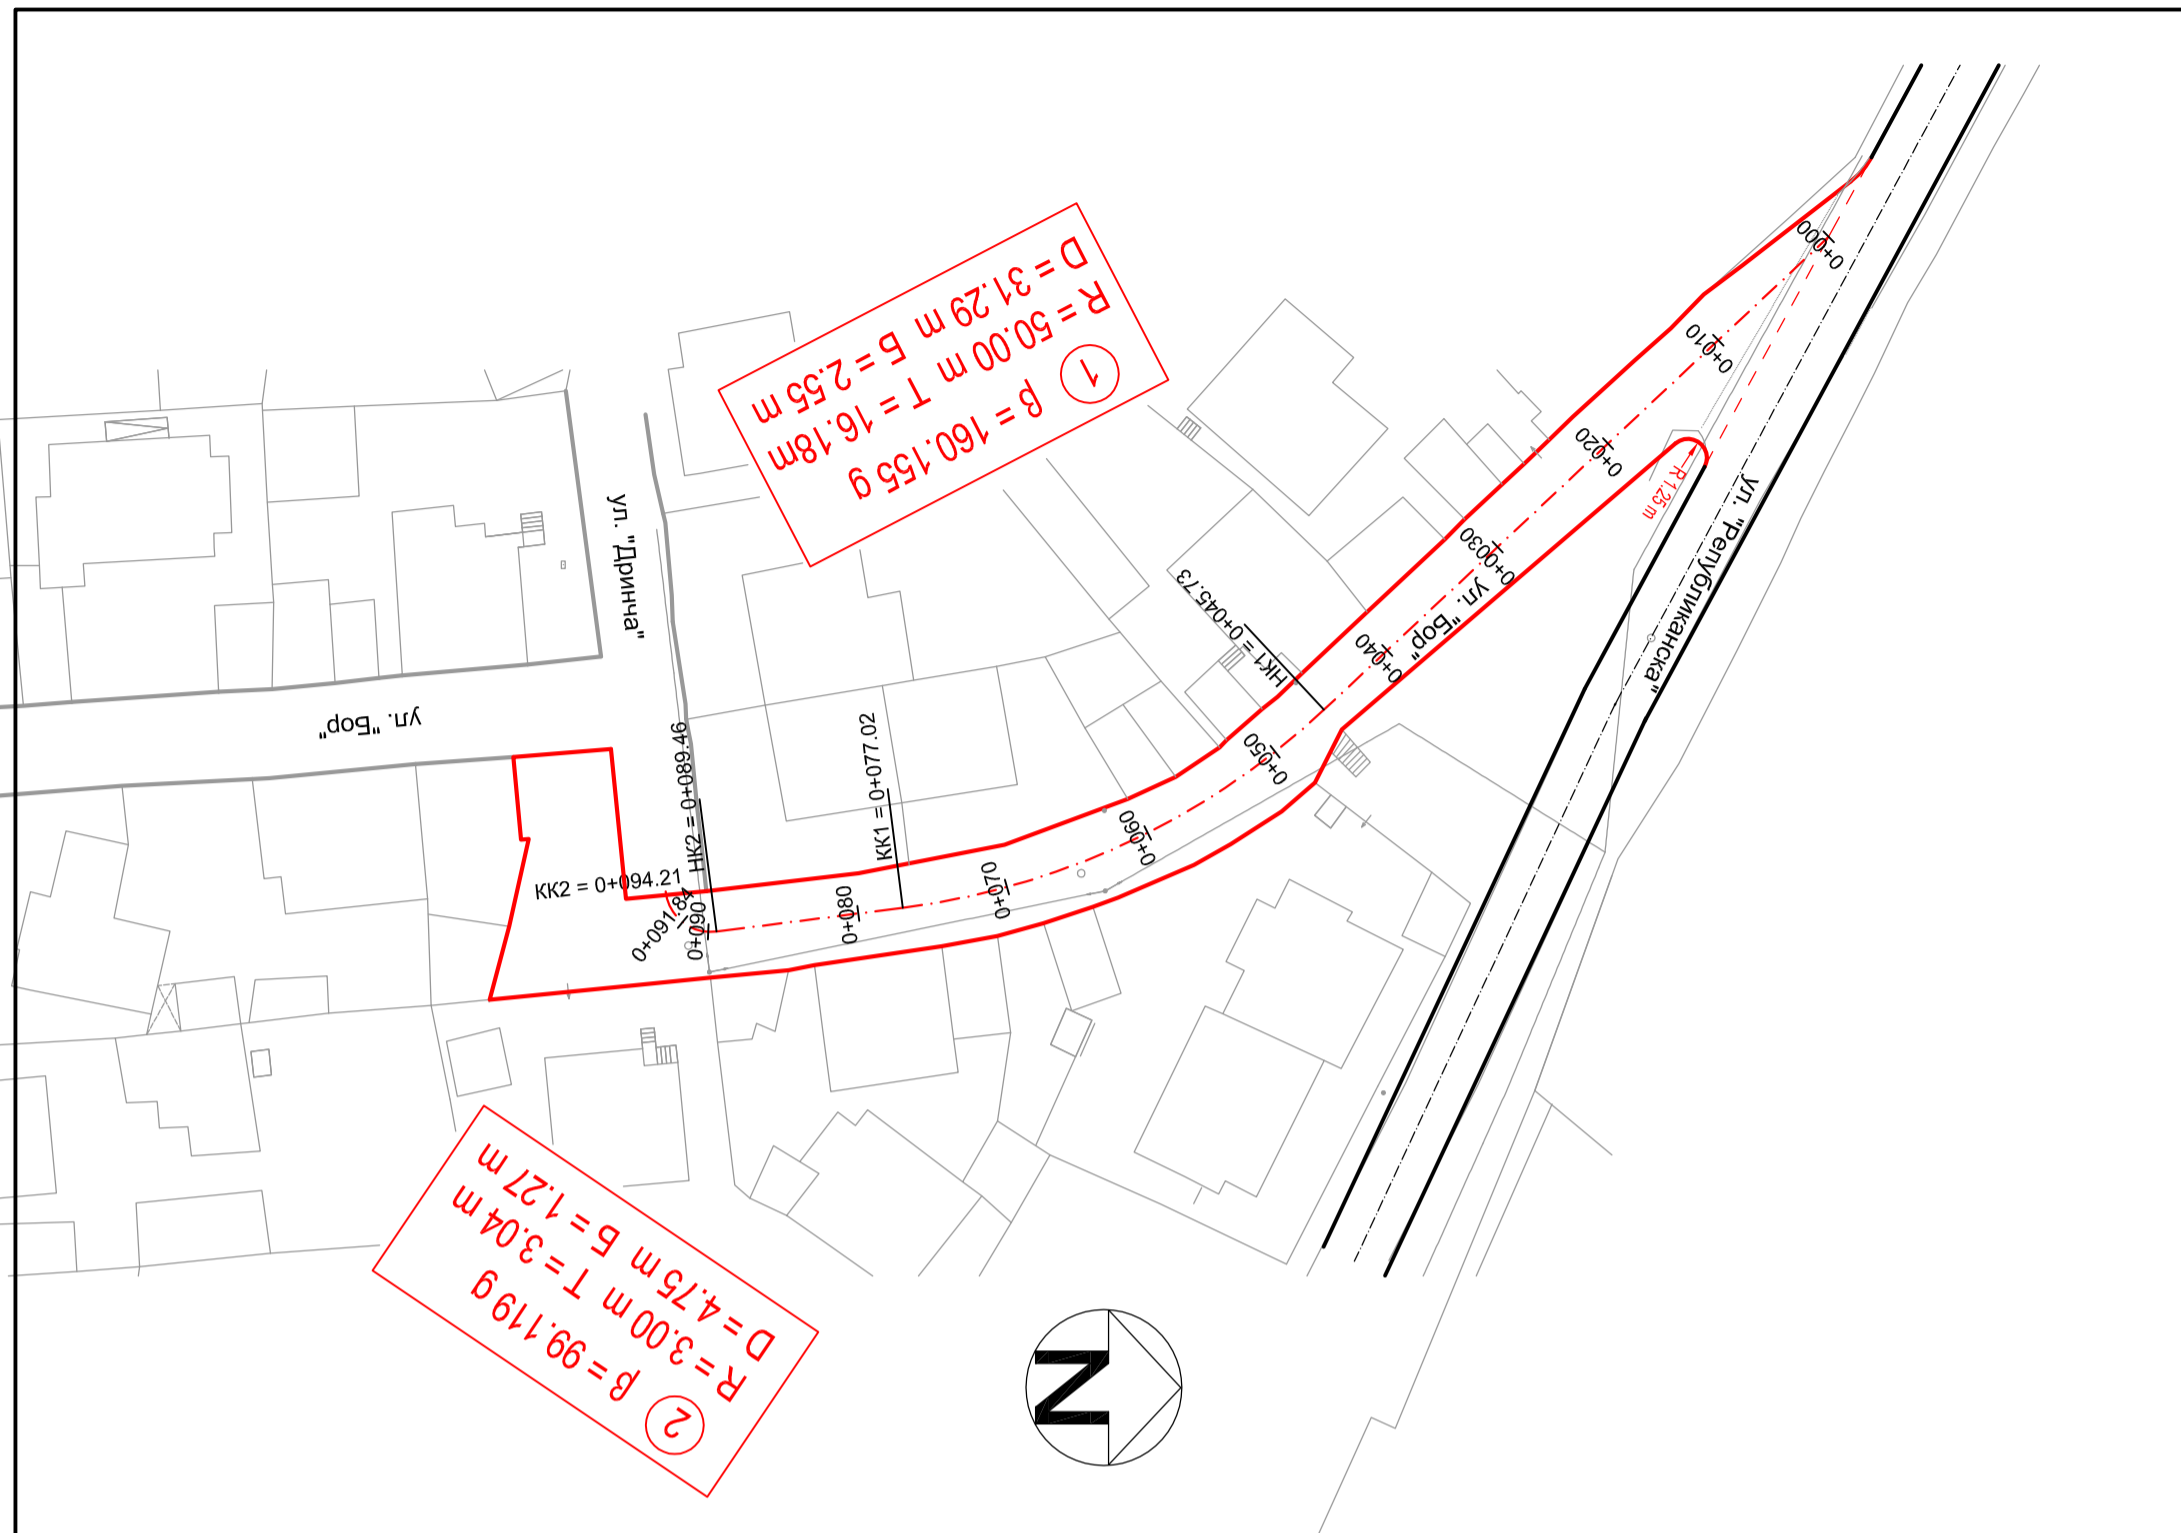 1 β = 160.155 g
R = 50.00 m T = 16.18m
D = 31.29 m Б = 2.55 m
2 β = 99.119 g
R = 3.00 m T = 3.04 m
D = 4.75 m Б = 1.27 m
0+000
0+010
0+020
0+030
0+040
НК1 = 0+045.73
0+050
0+060
0+070
КК1 = 0+077.02
0+080
НК2 = 0+089.46
0+090
0+091.84
КК2 = 0+094.21
R 1.25 m
ул. "Републиканска"
ул. "Бор"
ул. "Дринча"
ул. "Бор"
N